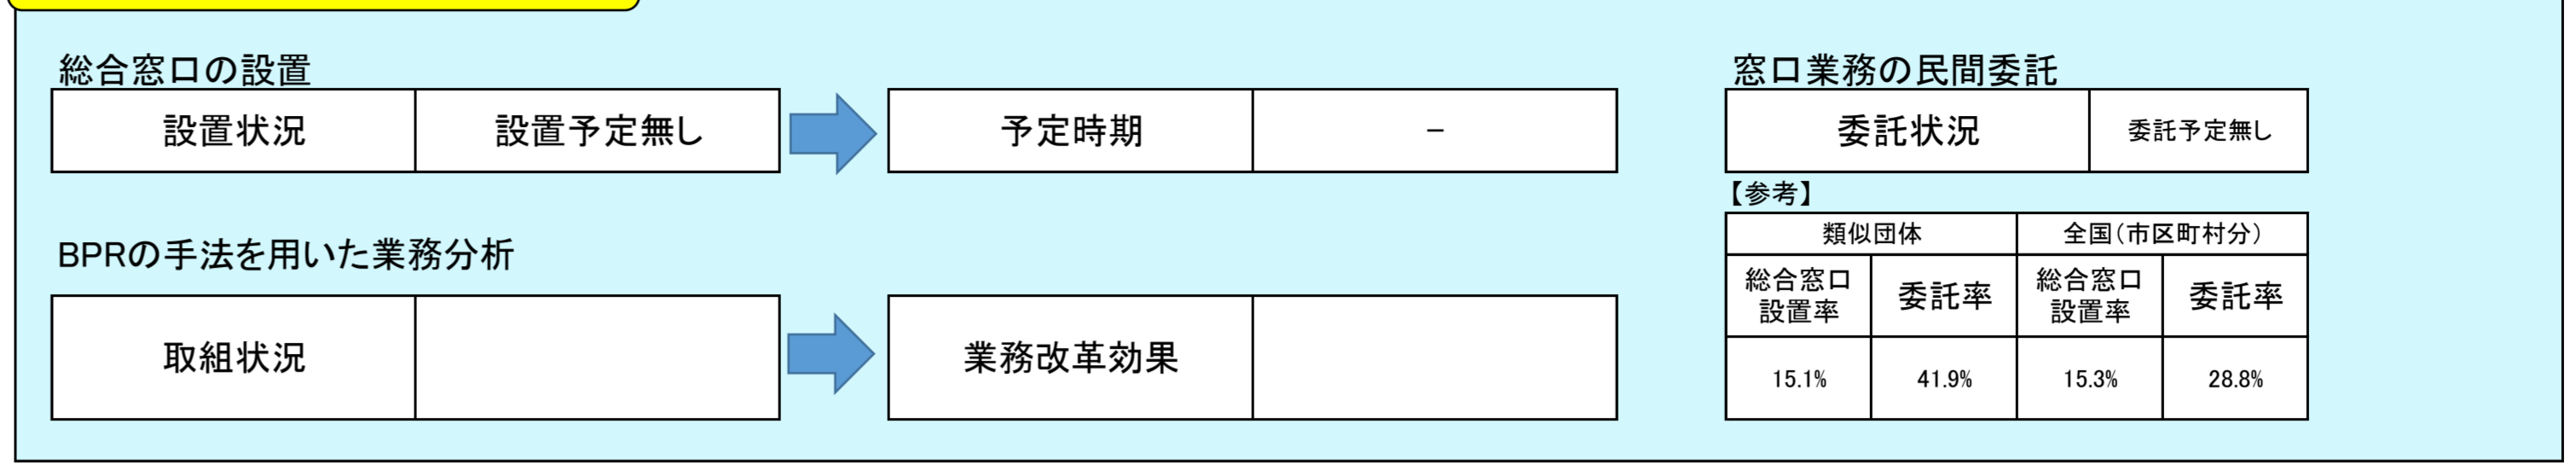 総合窓口の設置
設置状況 設置予定無し 予定時期 −
BPRの手法を用いた業務分析
取組状況 業務改革効果
窓口業務の民間委託
委託状況 委託予定無し
【参考】
類似団体 全国(市区町村分)
総合窓口
設置率
委託率
総合窓口
設置率
委託率
15.1% 41.9% 15.3% 28.8%